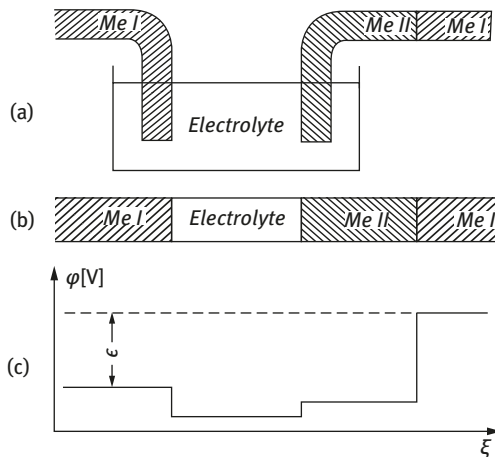 Me I Me II Me I
(a) Electrolyte
(b) Me I Electrolyte Me II Me I
φ[V]
(c) ϵ
ξ